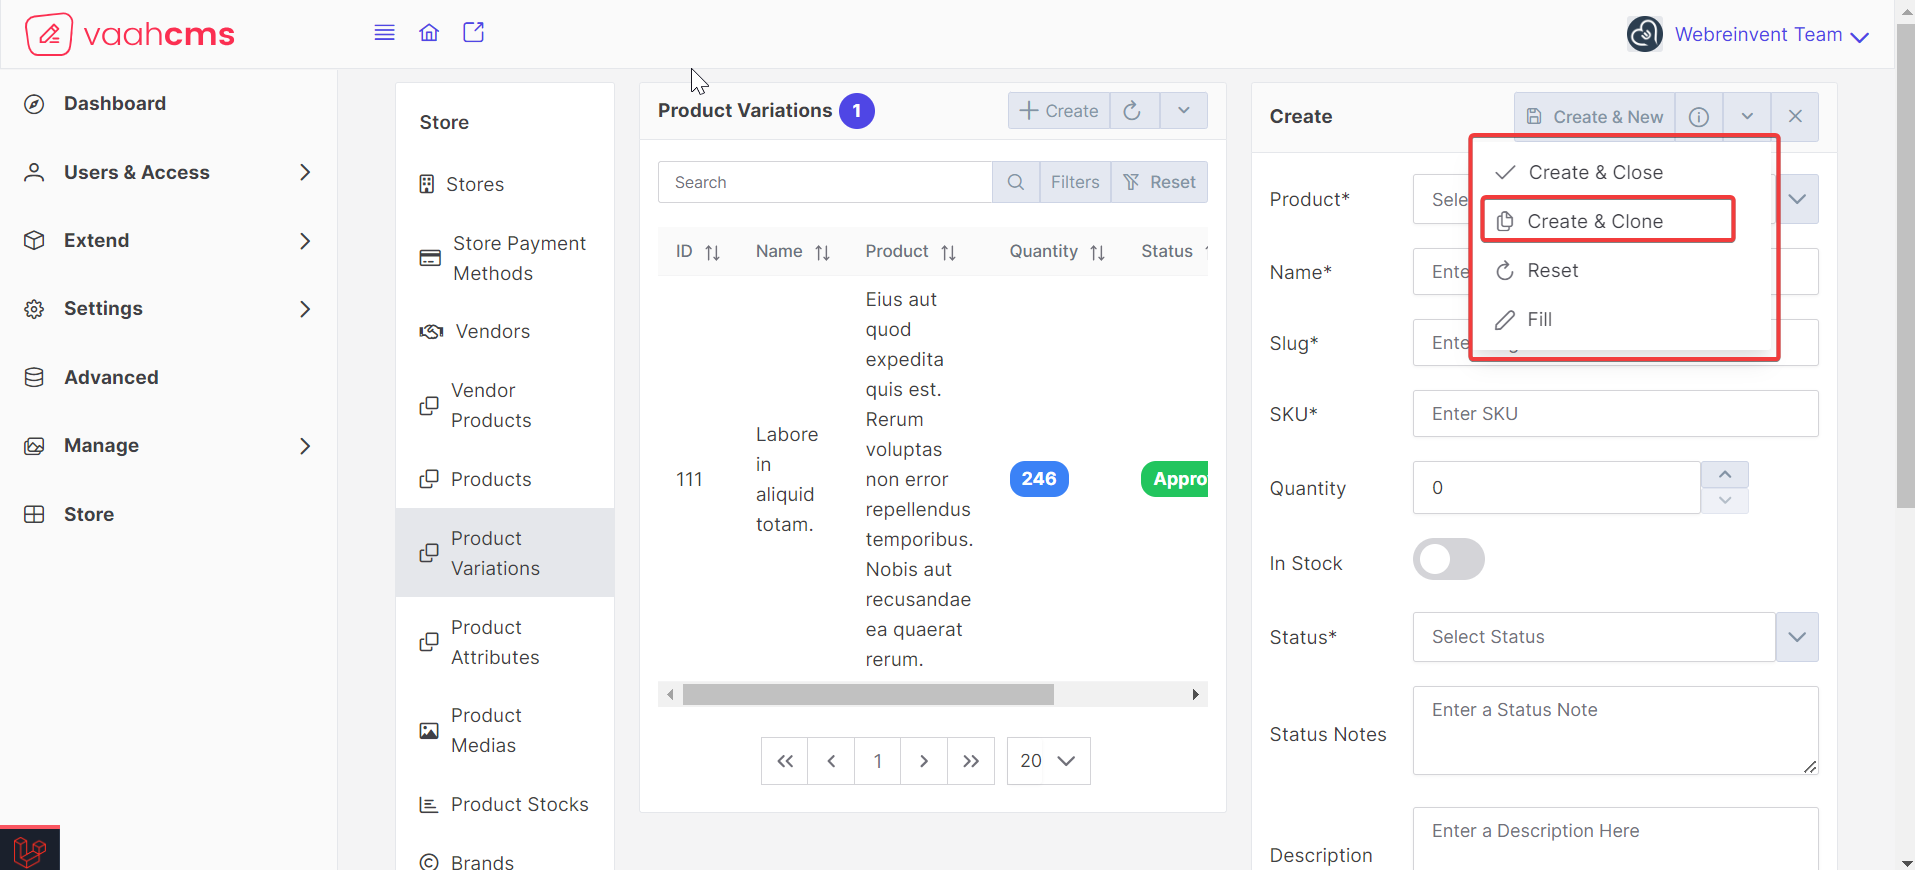 vaahcms
Webreinvent Team
Dashboard
Users & Access
Extend
Settings
Advanced
Manage
Store
Store
Stores
Store Payment
Methods
Vendors
Vendor
Products
Products
Product
Variations
Product
Attributes
Product
Medias
Product Stocks
Brands
Product Variations 1
Create
Search
Filters
Reset
ID
Name
Product
Quantity
Status
111
Labore
in
aliquid
totam.
Eius aut
quod
expedita
quis est.
Rerum
voluptas
non error
repellendus
temporibus.
Nobis aut
recusandae
ea quaerat
rerum.
246
Appro
1
20
Create
Create & New
Create & Close
Create & Clone
Reset
Fill
Product*
Sele
Name*
Ente
Slug*
Ente
SKU*
Enter SKU
Quantity
0
In Stock
Status*
Select Status
Status Notes
Enter a Status Note
Description
Enter a Description Here